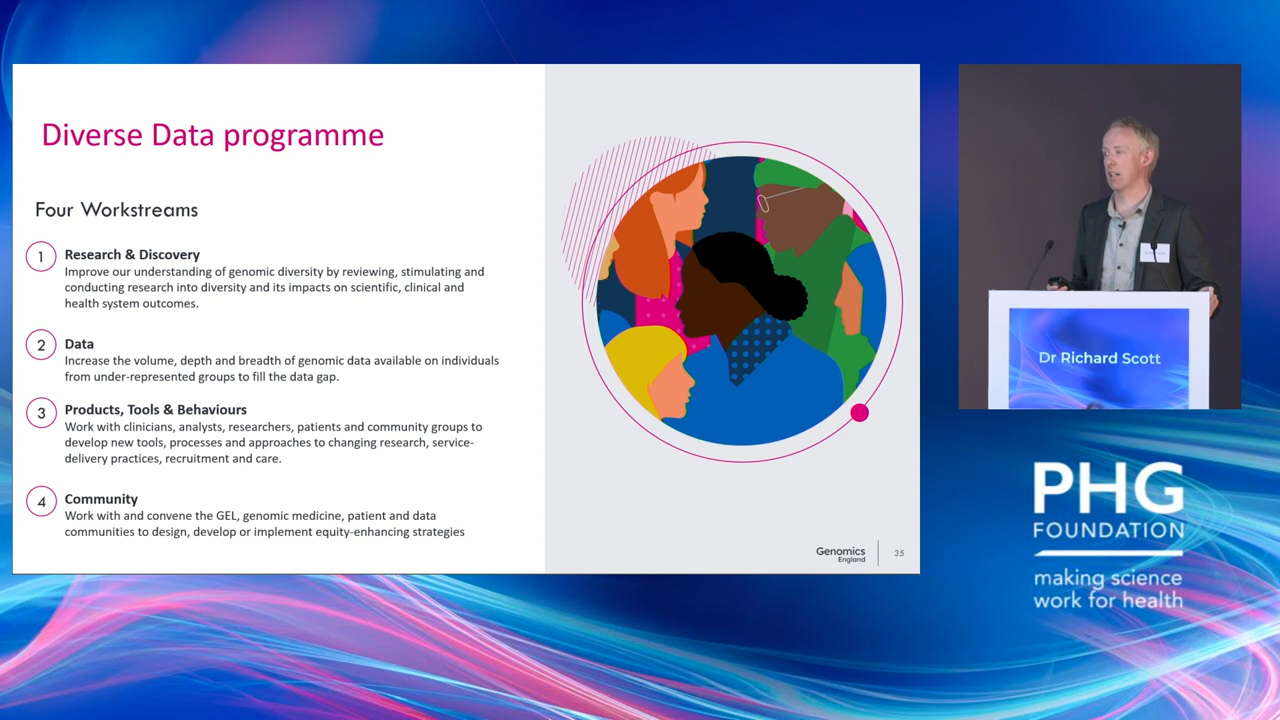 Diverse Data programme
Four Workstreams
1
Research & Discovery
Improve our understanding of genomic diversity by reviewing, stimulating and
conducting research into diversity and its impacts on scientific, clinical and
health system outcomes.
2
Data
Increase the volume, depth and breadth of genomic data available on individuals
from under-represented groups to fill the data gap.
3
Products, Tools & Behaviours
Work with clinicians, analysts, researchers, patients and community groups to
develop new tools, processes and approaches to changing research, service-
delivery practices, recruitment and care.
4
Community
Work with and convene the GEL, genomic medicine, patient and data
communities to design, develop or implement equity-enhancing strategies
Genomics
England
35
Dr Richard Scott
PHG
FOUNDATION
making science
work for health